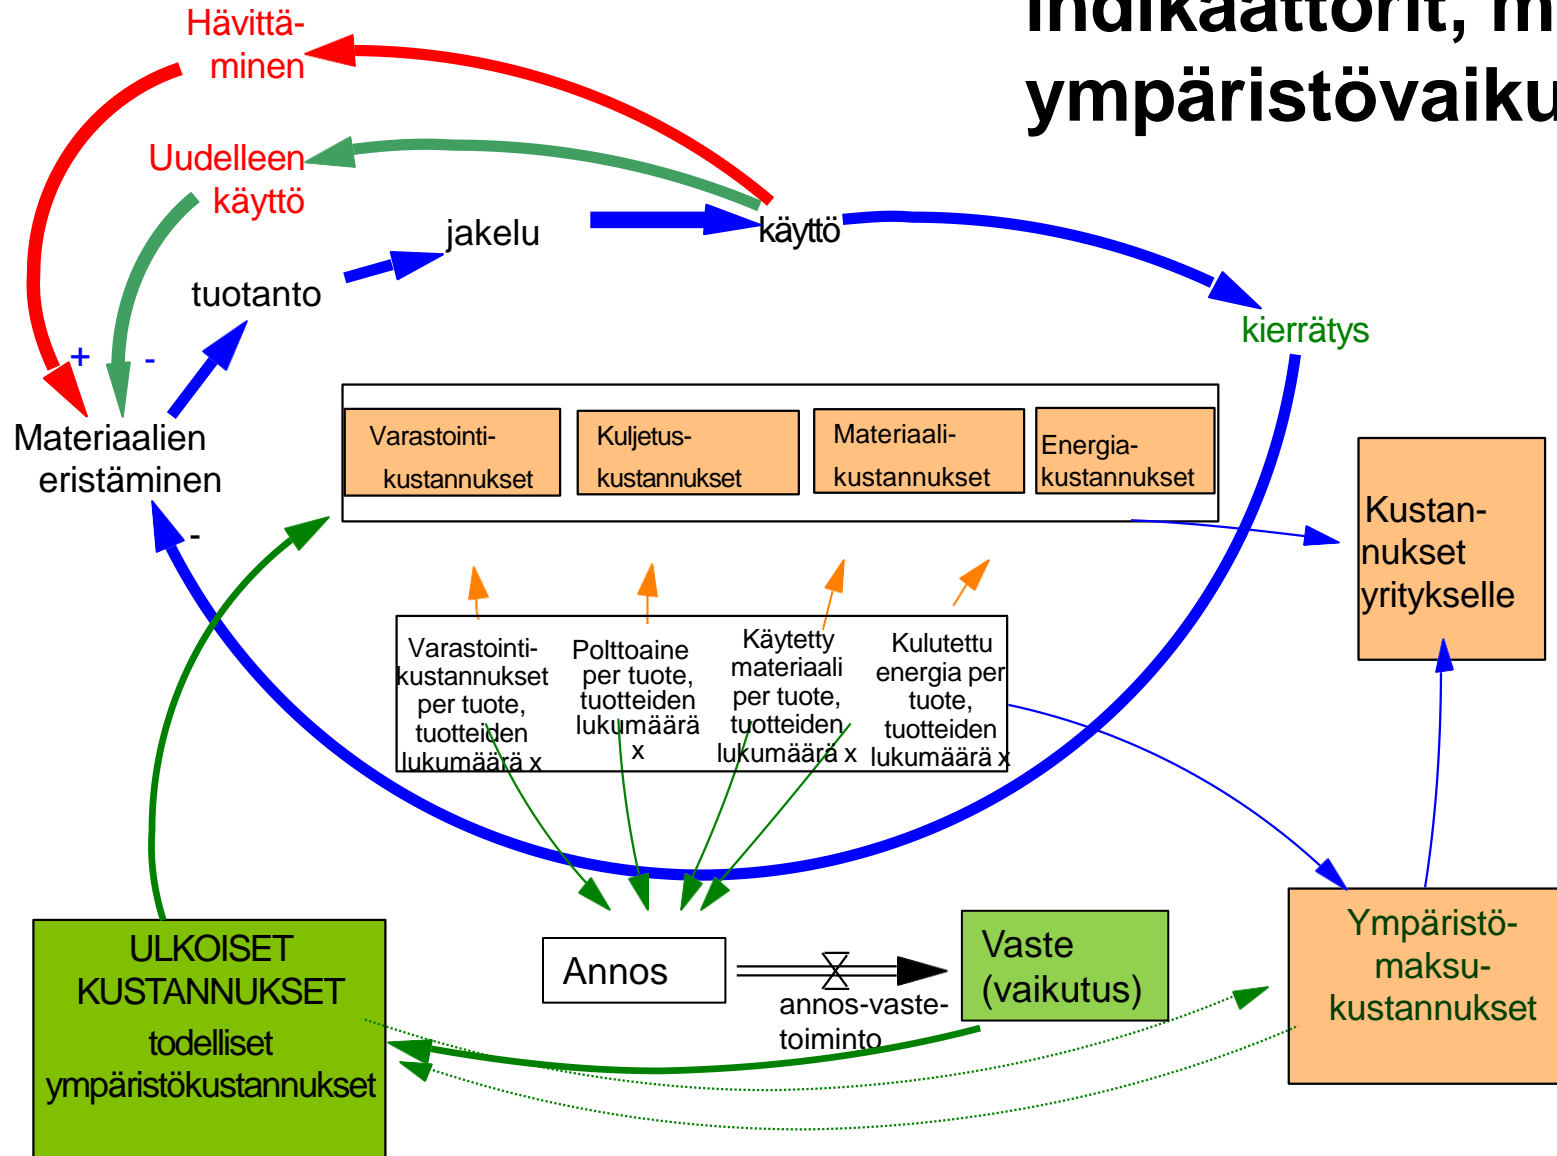 Indikaattorit, m
ympäristövaiku
Hävittä-
minen
Uudelleen
käyttö
jakelu
käyttö
tuotanto
kierrätys
+ -
Materiaalien
eristäminen
-
Varastointi-
kustannukset
Kuljetus-
kustannukset
Materiaali-
kustannukset
Energia-
kustannukset
Kustan-
nukset
yritykselle
Varastointi-
kustannukset
per tuote,
tuotteiden
lukumäärä x
Polttoaine
per tuote,
tuotteiden
lukumäärä
x
Käytetty
materiaali
per tuote,
tuotteiden
lukumäärä x
Kulutettu
energia per
tuote,
tuotteiden
lukumäärä x
ULKOISET
KUSTANNUKSET
todelliset
ympäristökustannukset
Annos
annos-vaste-
toiminto
Vaste
(vaikutus)
Ympäristö-
maksu-
kustannukset